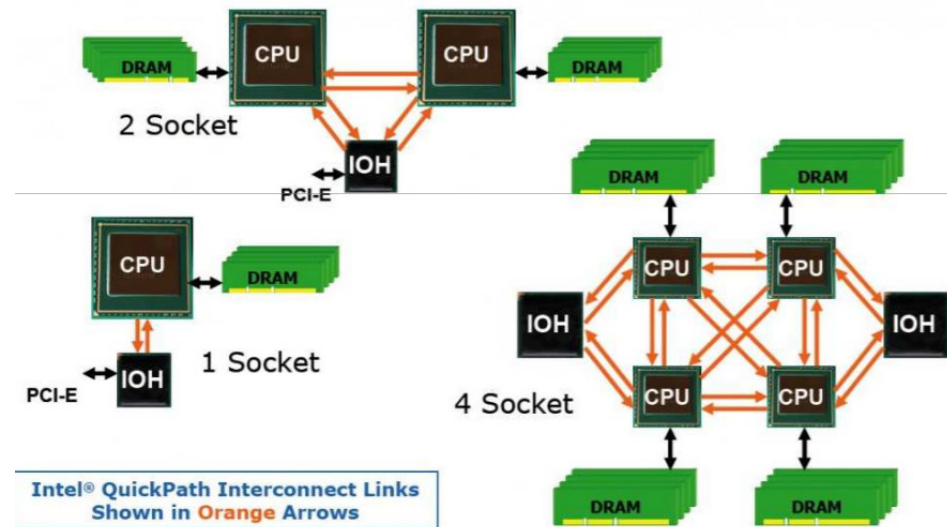 DRAM
CPU
CPU
DRAM
2 Socket
IOH
PCI-E
DRAM
DRAM
CPU
DRAM
CPU
CPU
IOH
IOH
1 Socket
IOH
PCI-E
CPU
CPU
4 Socket
DRAM
DRAM
Intel® QuickPath Interconnect Links
Shown in Orange Arrows